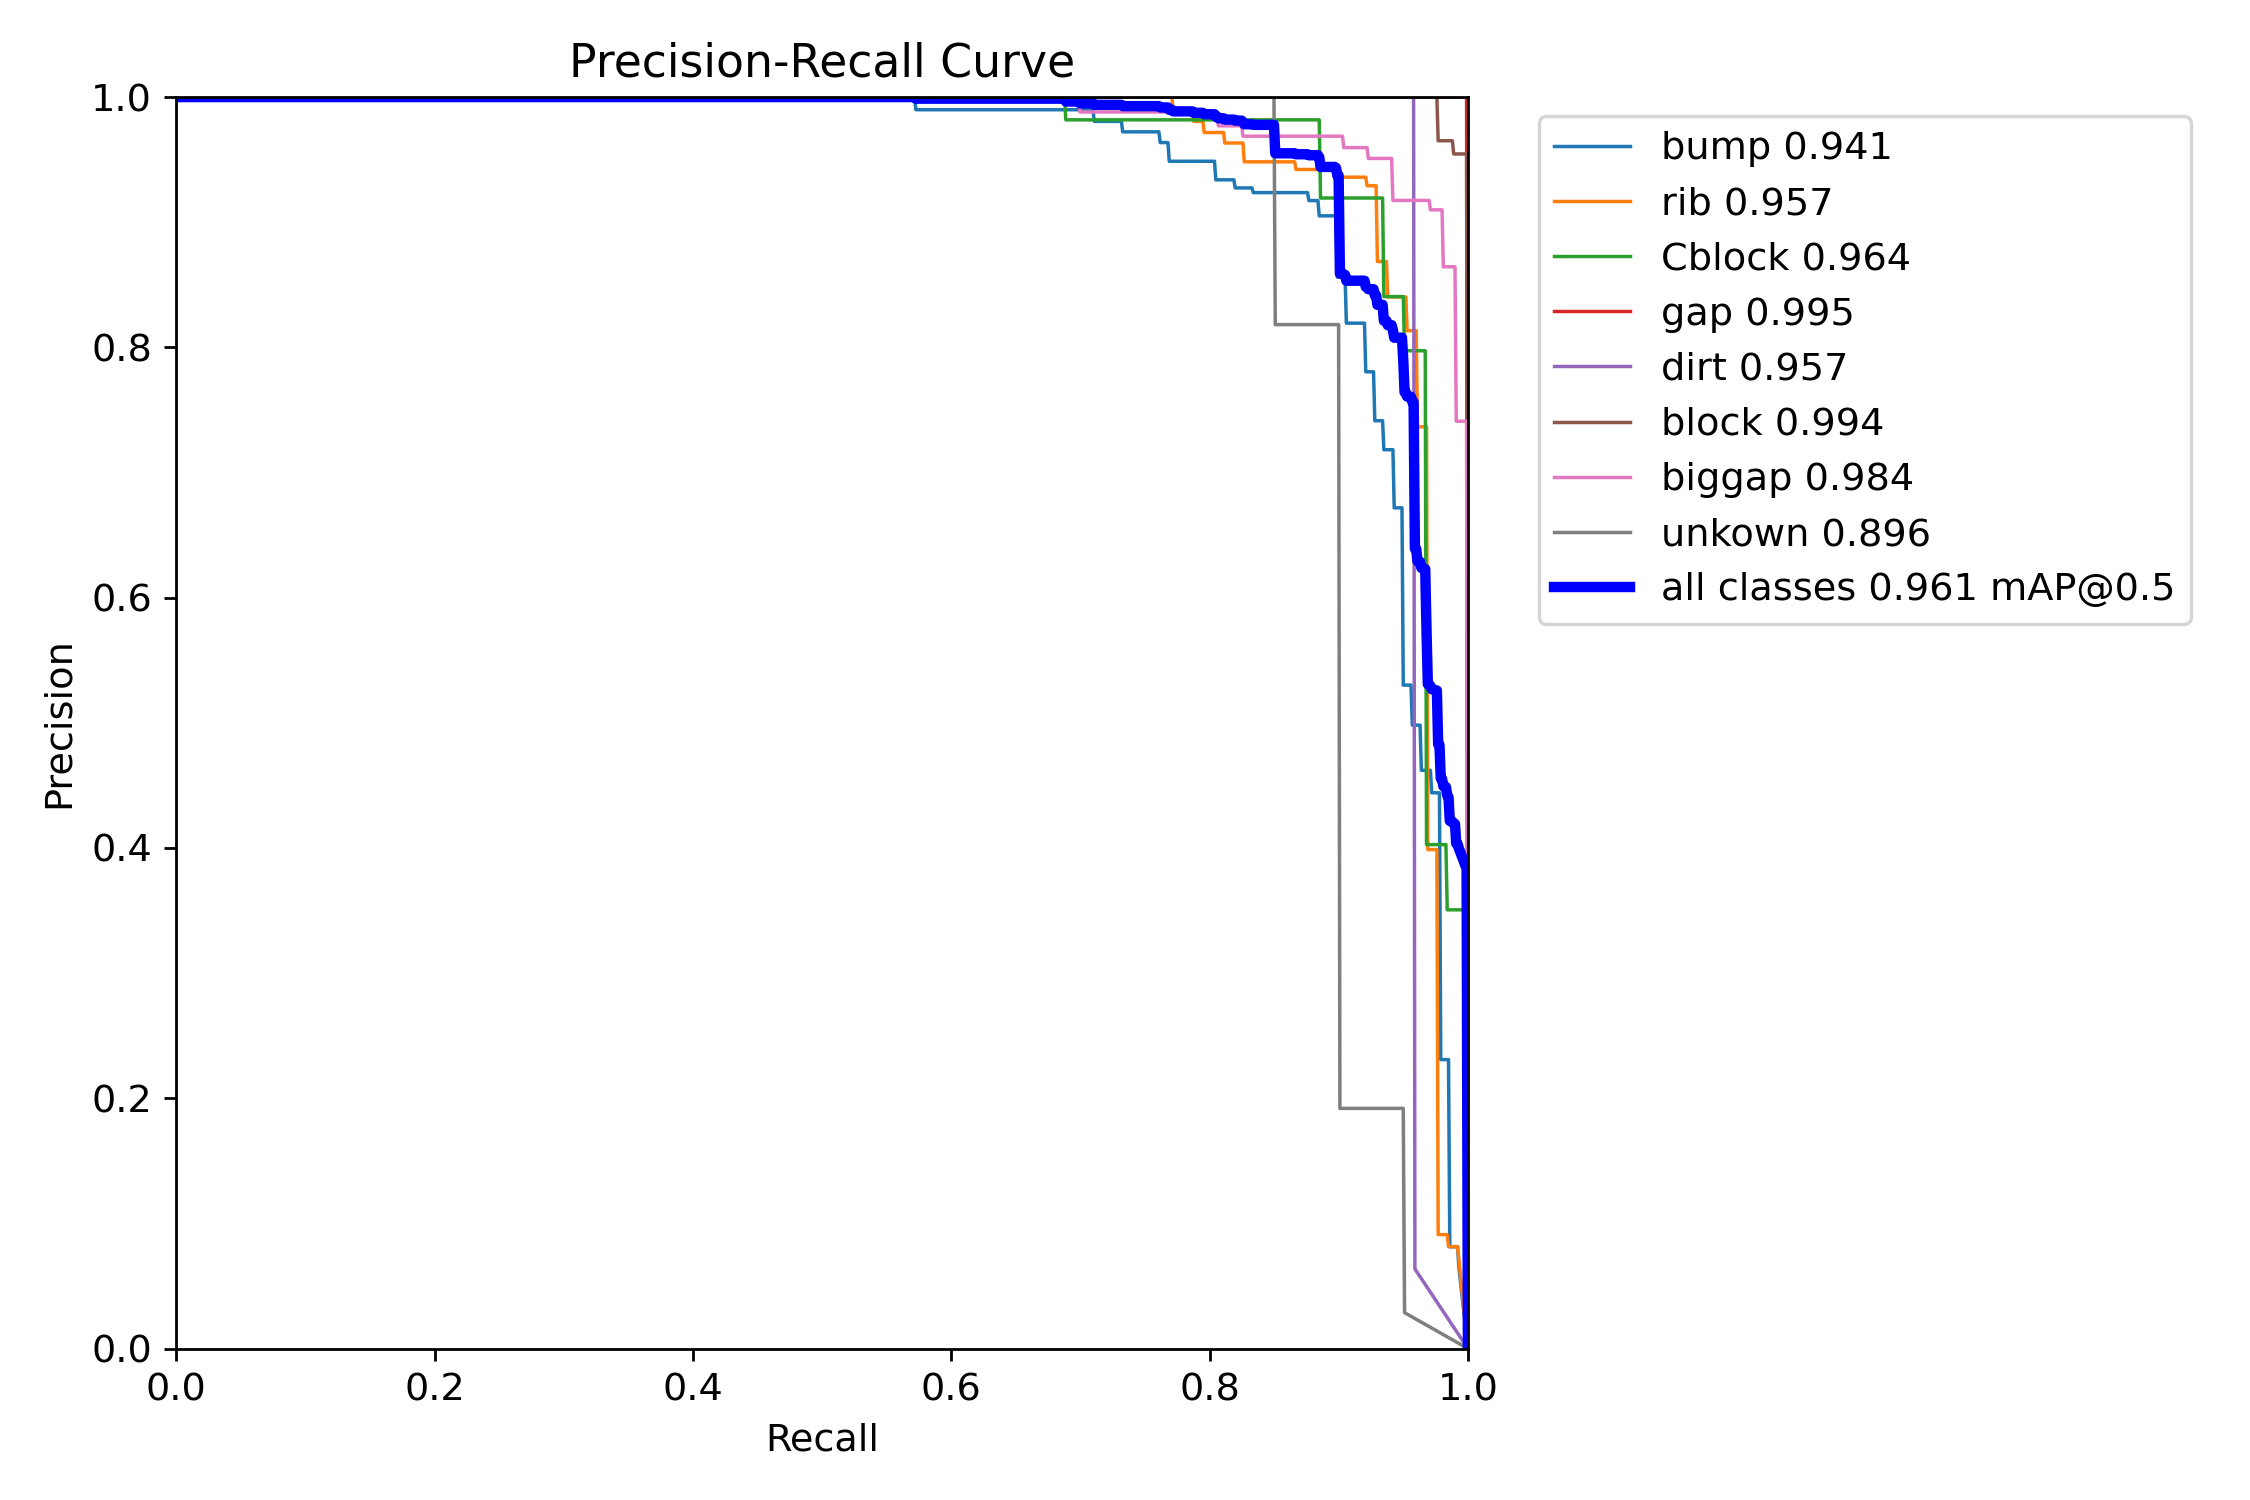 Precision-Recall Curve
1.0
0.8
0.6
0.4
0.2
0.0
Precision
0.0 0.2 0.4 0.6 0.8 1.0
Recall
bump 0.941
rib 0.957
Cblock 0.964
gap 0.995
dirt 0.957
block 0.994
biggap 0.984
unkown 0.896
all classes 0.961 mAP@0.5